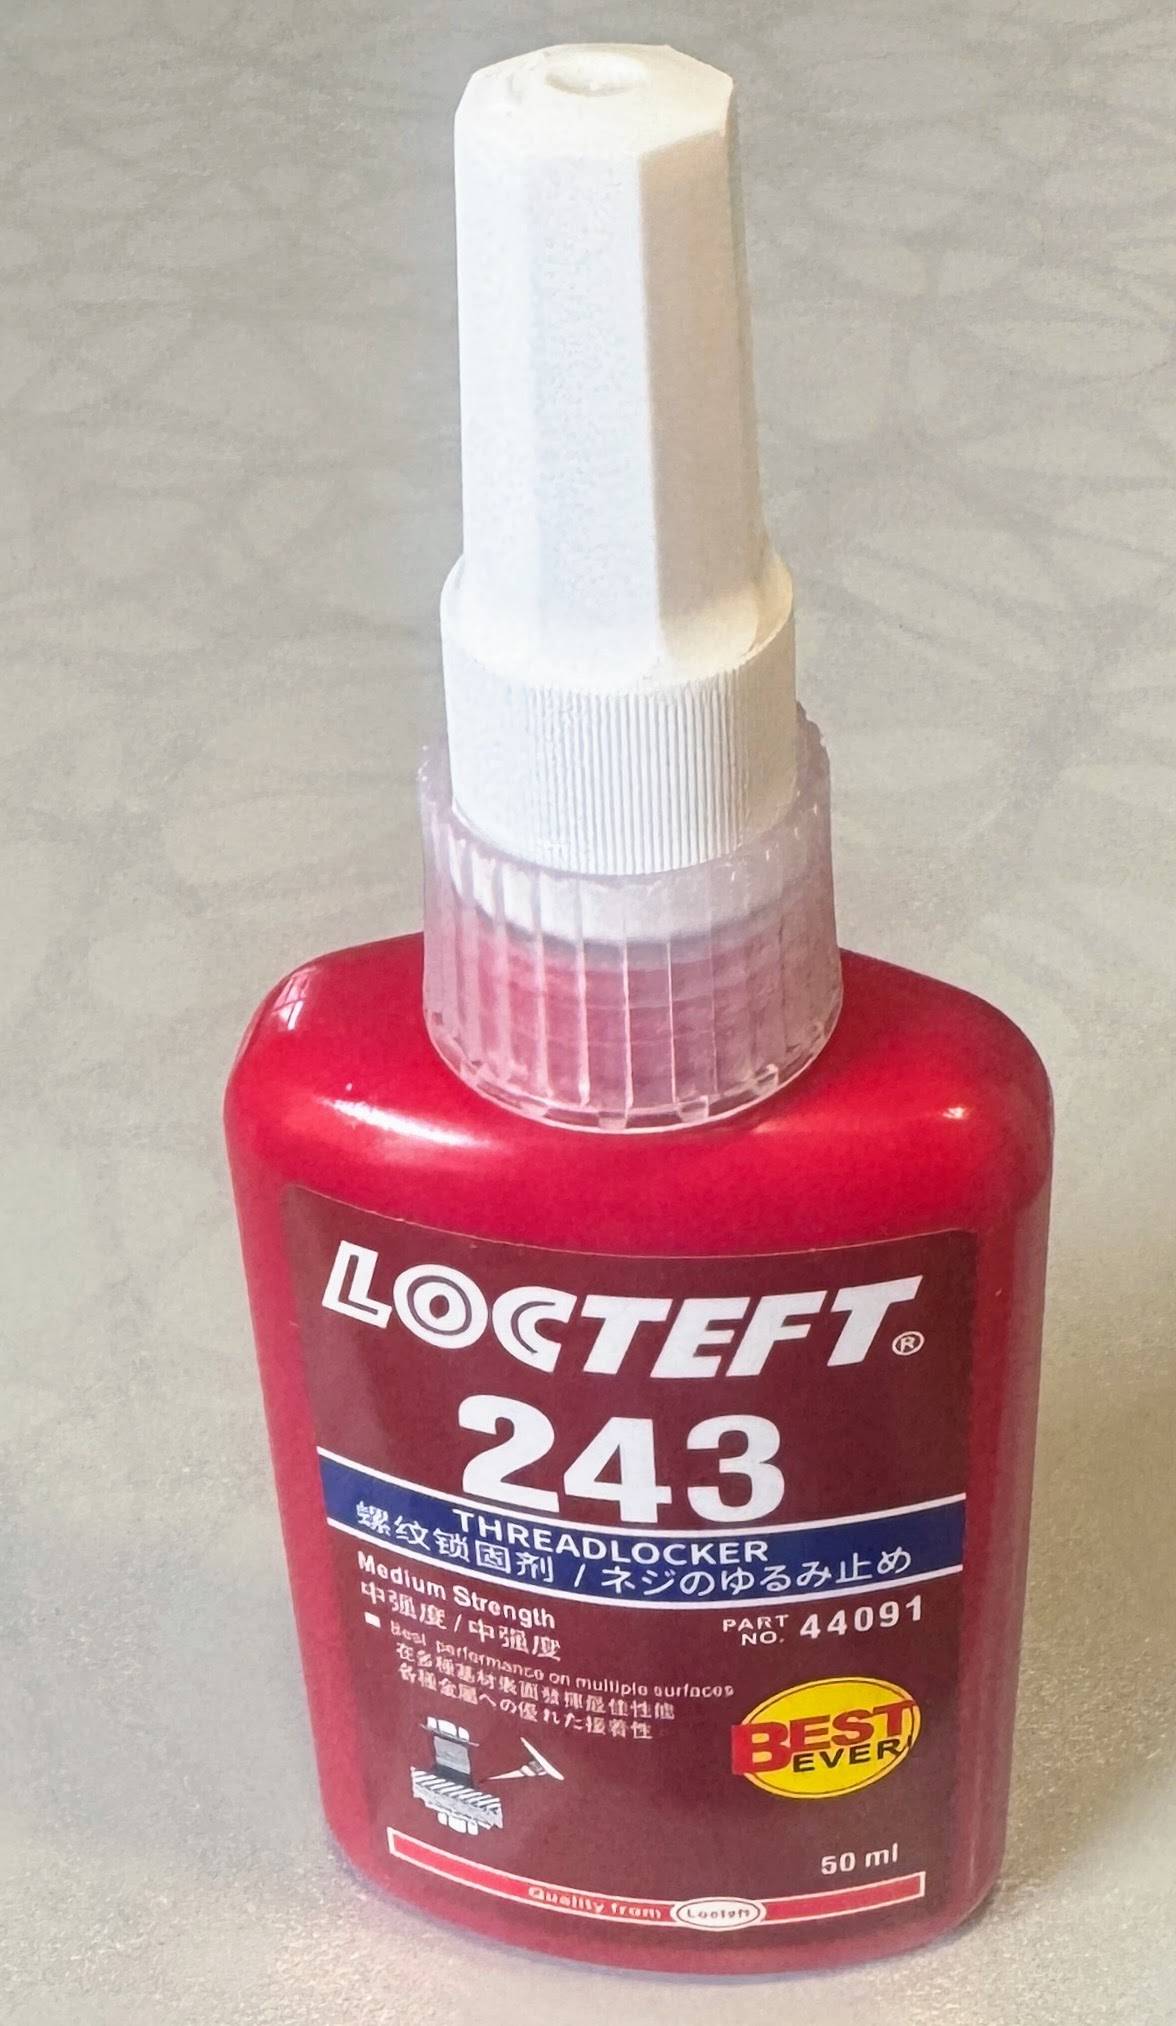 LOCTEFT®
243
THREADLOCKER
螺纹锁固剂 / ネジのゆるみ止め
Medium Strength
中强度 / 中强度
PART NO. 44091
■ Best performance on multiple surfaces
在多種基材表面發揮最佳性能
各種金属への優れた接着性
BEST
EVER!
50 ml
Quality from Locteft